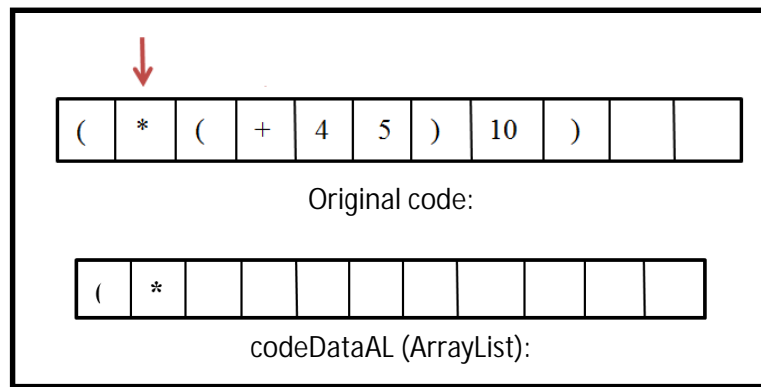 ( * ( + 4 5 ) 10 )
Original code:
( *
codeDataAL (ArrayList):